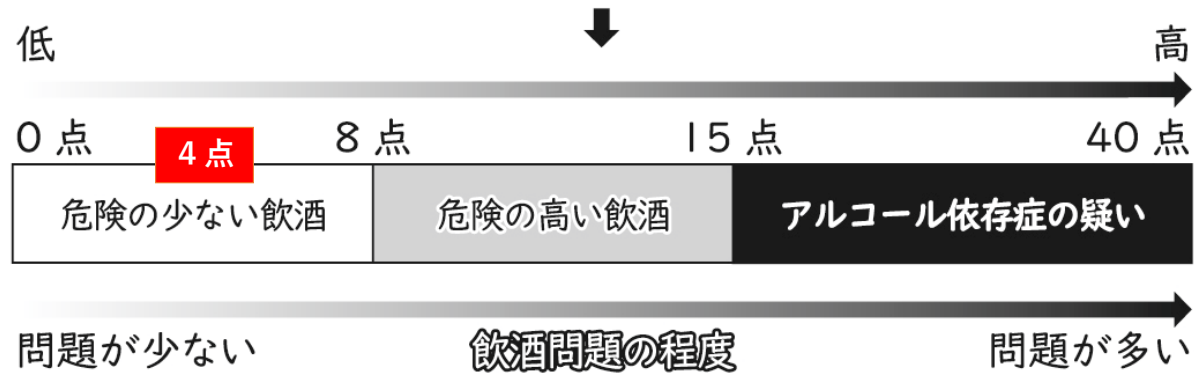 低 高
0点 4点 8点 15点 40点
危険の少ない飲酒 危険の高い飲酒 アルコール依存症の疑い
問題が少ない 飲酒問題の程度 問題が多い